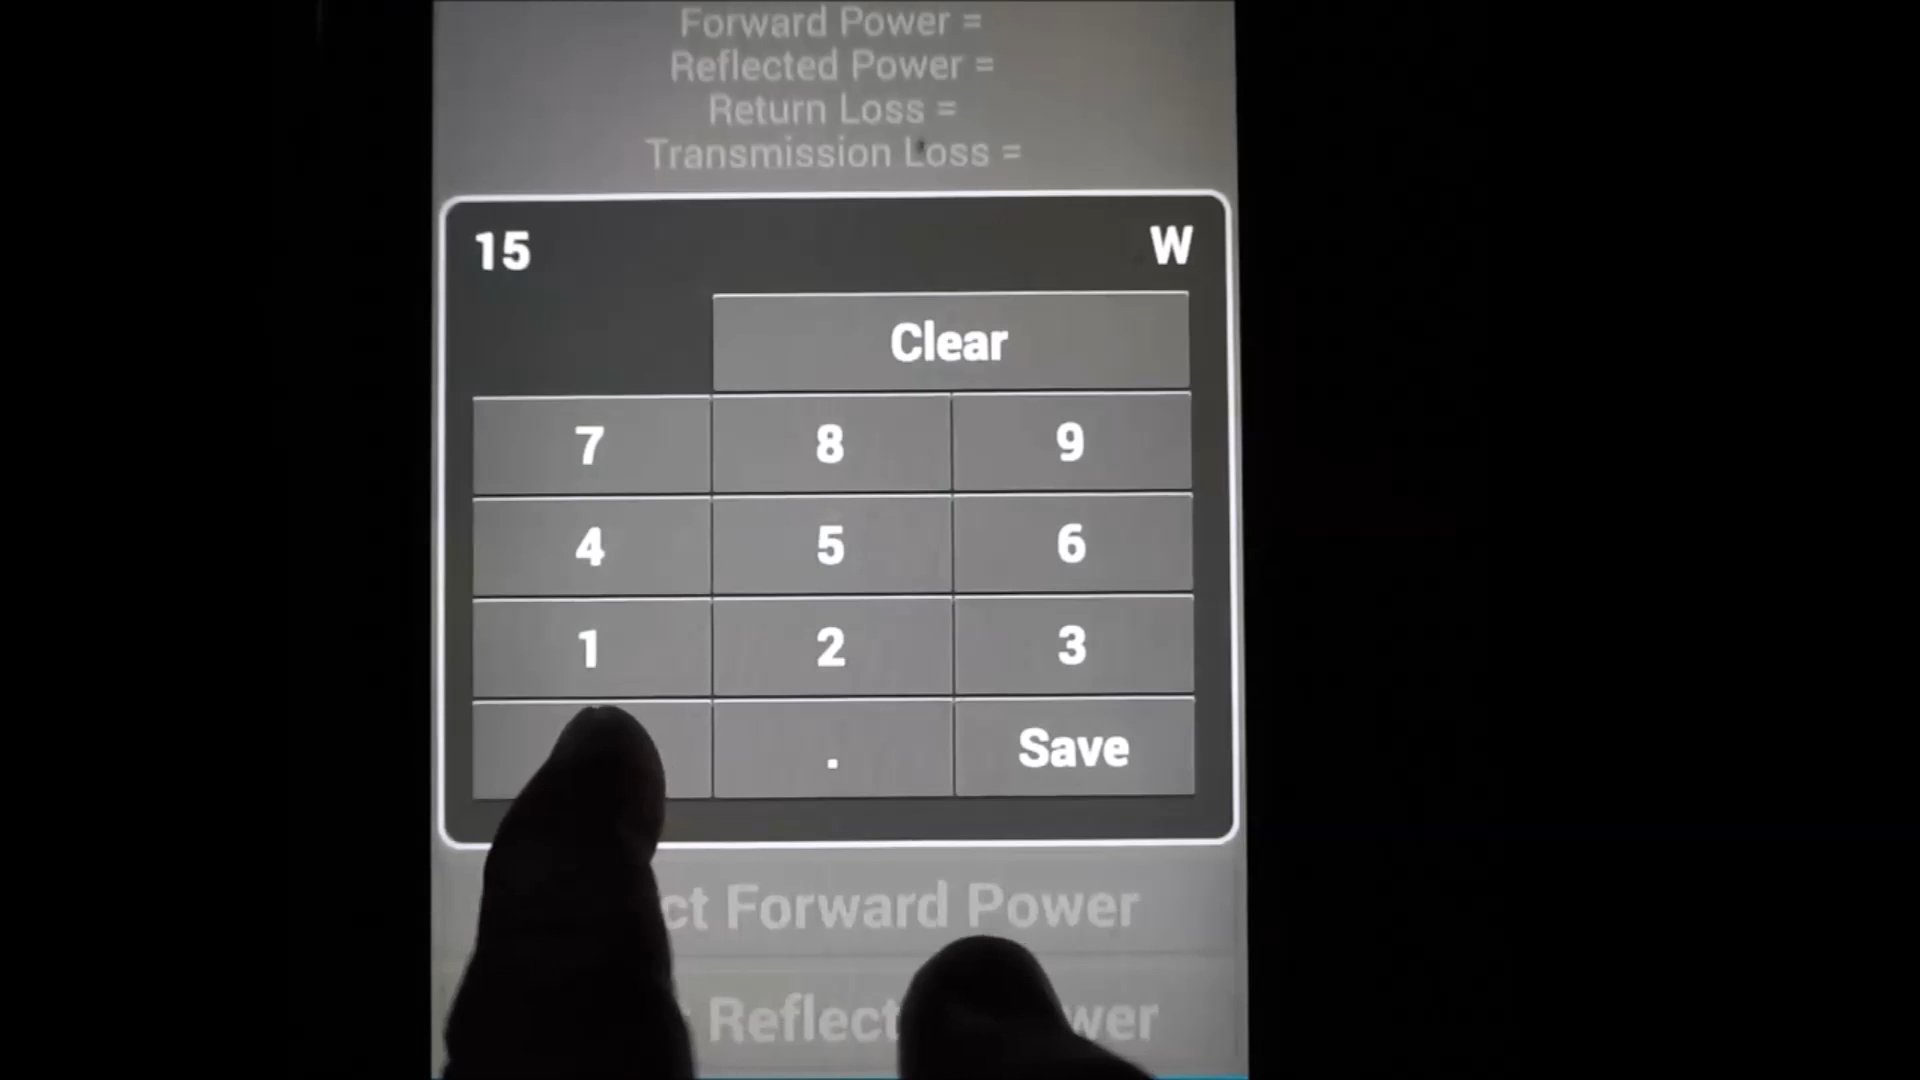 Forward Power =
Reflected Power =
Return Loss =
Transmission Loss =
15 W
Clear
7 8 9
4 5 6
1 2 3
. Save
Forward Power